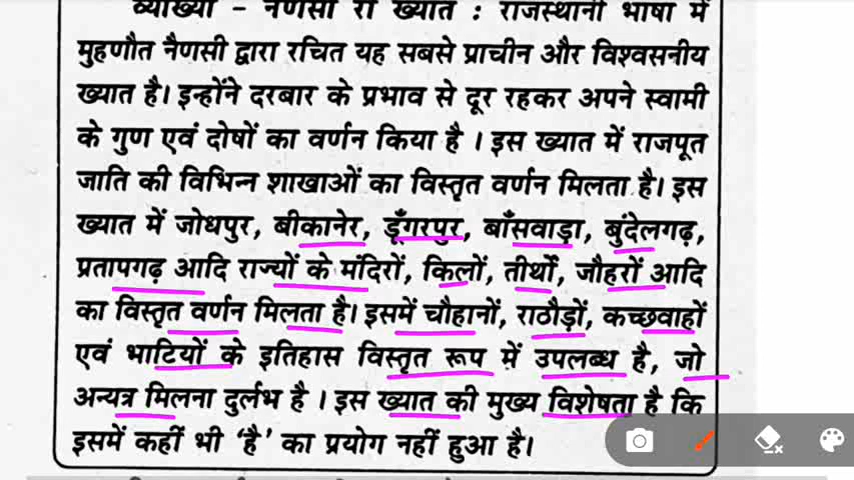 व्याख्या – नैणसी री ख्यात : राजस्थानी भाषा में
मुहणौत नैणसी द्वारा रचित यह सबसे प्राचीन और विश्वसनीय
ख्यात है। इन्होंने दरबार के प्रभाव से दूर रहकर अपने स्वामी
के गुण एवं दोषों का वर्णन किया है । इस ख्यात में राजपूत
जाति की विभिन्न शाखाओं का विस्तृत वर्णन मिलता है। इस
ख्यात में जोधपुर, बीकानेर, डूँगरपुर, बाँसवाड़ा, बुंदेलगढ़,
प्रतापगढ़ आदि राज्यों के मंदिरों, किलों, तीर्थों, जौहरों आदि
का विस्तृत वर्णन मिलता है। इसमें चौहानों, राठौड़ों, कच्छवाहों
एवं भाटियों के इतिहास विस्तृत रूप में उपलब्ध है, जो
अन्यत्र मिलना दुर्लभ है । इस ख्यात की मुख्य विशेषता है कि
इसमें कहीं भी ‘है’ का प्रयोग नहीं हुआ है।